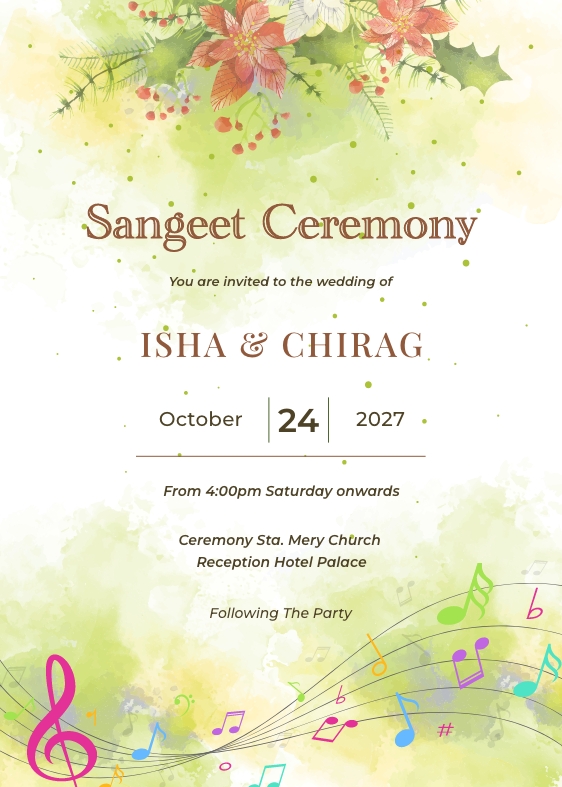 Sangeet Ceremony
You are invited to the wedding of
ISHA & CHIRAG
October 24 2027
From 4:00pm Saturday onwards
Ceremony Sta. Mery Church
Reception Hotel Palace
Following The Party